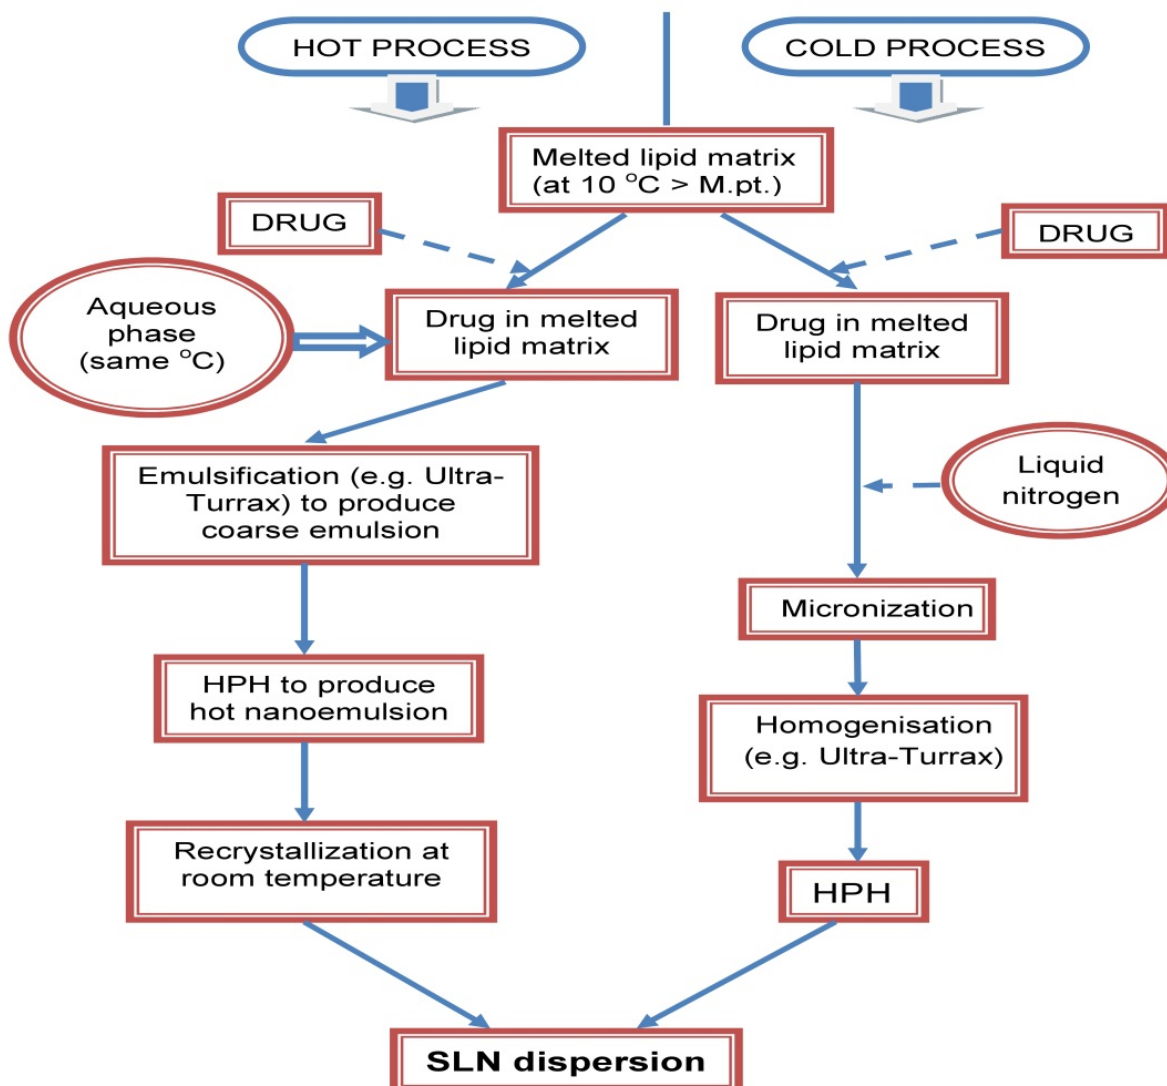 HOT PROCESS
COLD PROCESS
Melted lipid matrix
(at 10 °C > M.pt.)
DRUG
DRUG
Aqueous
phase
(same °C)
Drug in melted
lipid matrix
Drug in melted
lipid matrix
Emulsification (e.g. Ultra-
Turrax) to produce
coarse emulsion
Liquid
nitrogen
Micronization
HPH to produce
hot nanoemulsion
Homogenisation
(e.g. Ultra-Turrax)
Recrystallization at
room temperature
HPH
SLN dispersion